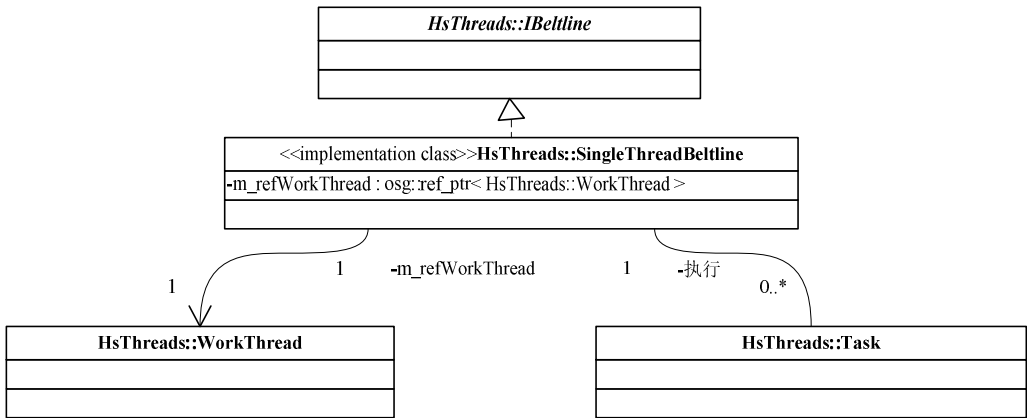 HsThreads::IBeltline
<<implementation class>>HsThreads::SingleThreadBeltline
-m_refWorkThread : osg::ref_ptr< HsThreads::WorkThread >
1 -m_refWorkThread 1 -执行
1 0..*
HsThreads::WorkThread HsThreads::Task